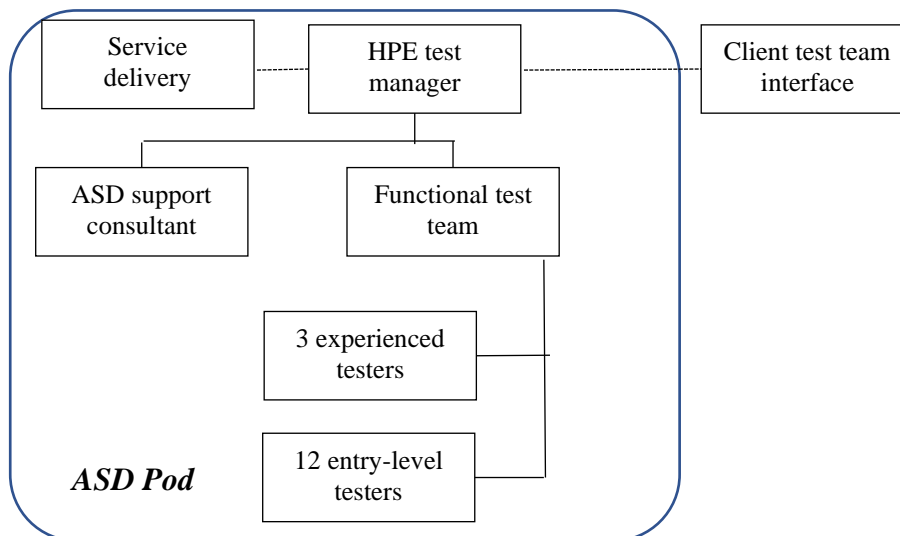 Service
delivery
HPE test
manager
Client test team
interface
ASD support
consultant
Functional test
team
3 experienced
testers
12 entry-level
testers
ASD Pod